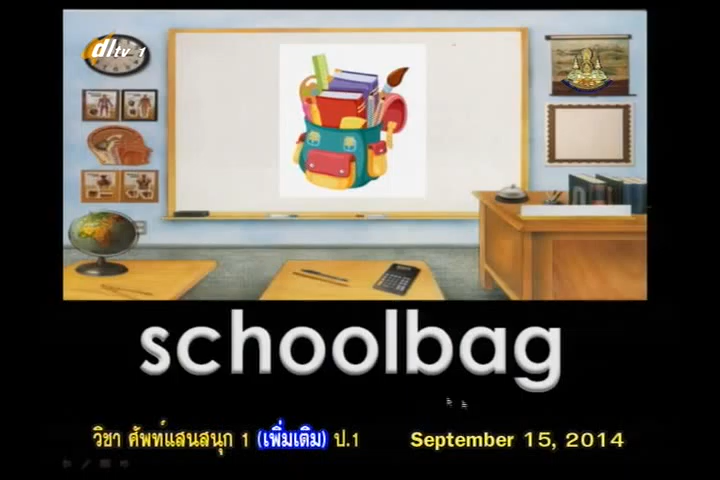 dltv 1
schoolbag
วิชา ศัพท์แสนสนุก 1 (เพิ่มเติม) ป.1
September 15, 2014